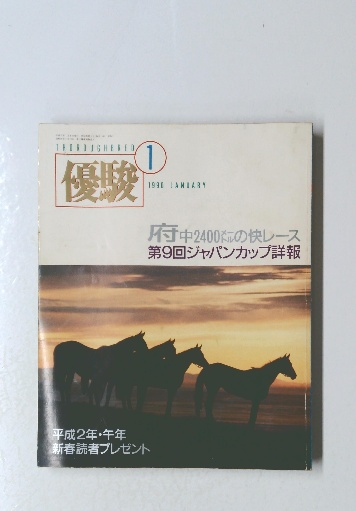 THOROUGHBRED
1
優駿
1990 JANUARY
府中2400㍍の快レース
第9回ジャパンカップ詳報
平成2年・午年
新春読者プレゼント